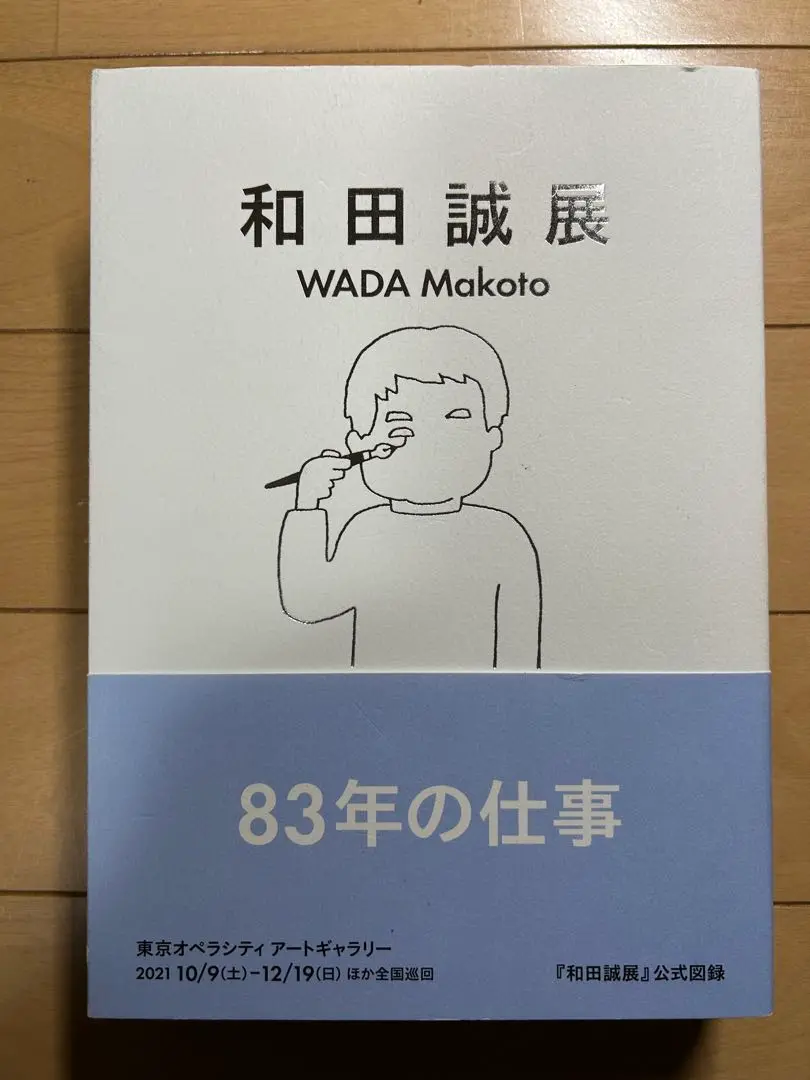 和田誠展
WADA Makoto
83年の仕事
東京オペラシティ アートギャラリー
2021 10/9(土)–12/19(日) ほか全国巡回
『和田誠展』公式図録